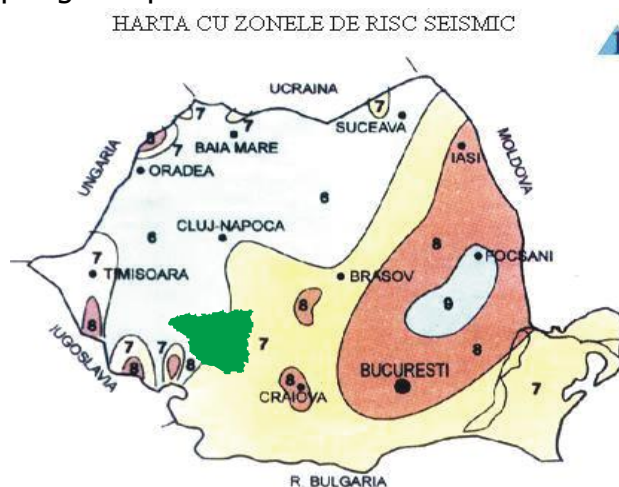 HARTA CU ZONELE DE RISC SEISMIC
UCRAINA
7
7
7
SUCEAVA
8
7
BAIA MARE
UNGARIA
ORADEA
MOLDOVA
IASI
6
6
CLUJ-NAPOCA
8
FOCSANI
7
TIMISOARA
BRASOV
9
8
8
IUGOSLAVIA
7
7
7
8
8
8
8
BUCURESTI
CRAIOVA
7
R. BULGARIA